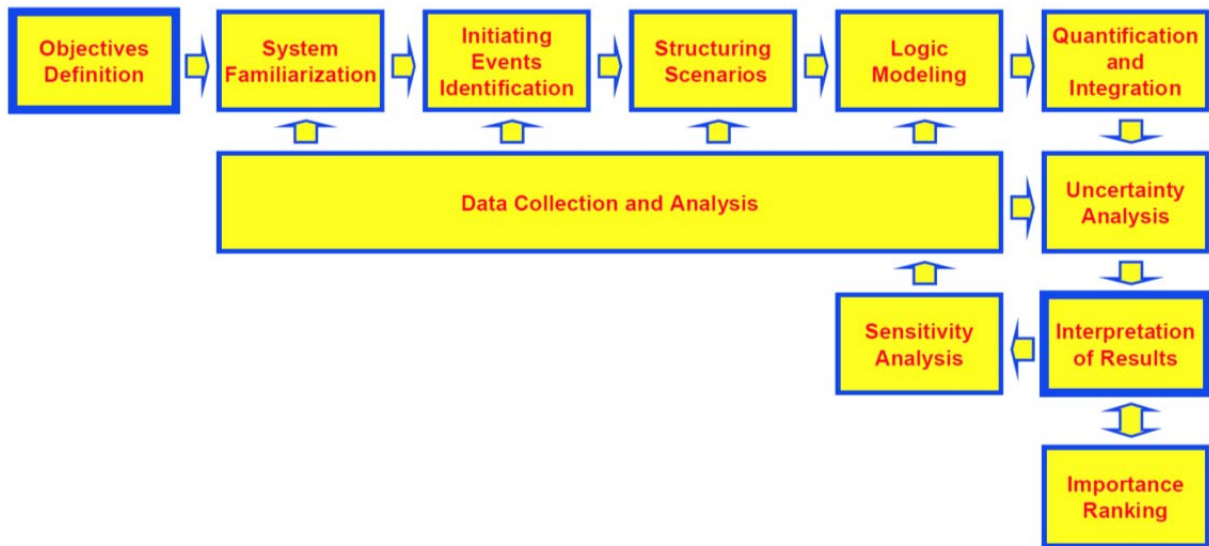 Objectives
Definition
System
Familiarization
Initiating
Events
Identification
Structuring
Scenarios
Logic
Modeling
Quantification
and
Integration
Data Collection and Analysis
Uncertainty
Analysis
Sensitivity
Analysis
Interpretation
of Results
Importance
Ranking